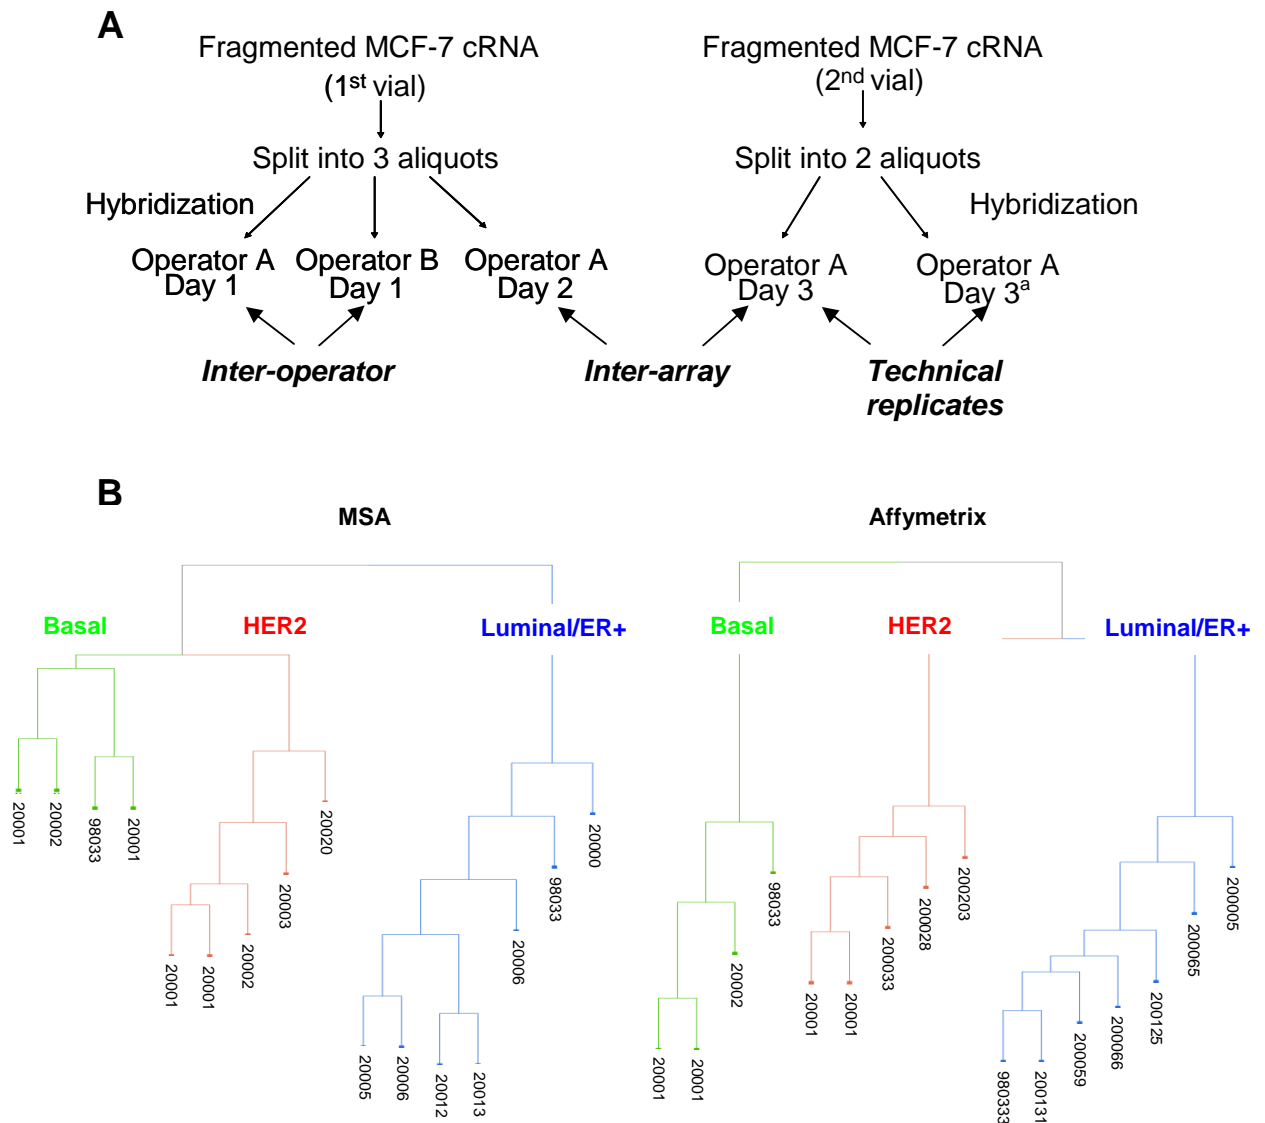 A
Fragmented MCF-7 cRNA
(1st vial)
Split into 3 aliquots
Hybridization
Operator A
Day 1
Operator B
Day 1
Operator A
Day 2
Inter-operator
Fragmented MCF-7 cRNA
(2nd vial)
Split into 2 aliquots
Hybridization
Operator A
Day 3
Operator A
Day 3a
Inter-array
Technical
replicates
B
MSA
Basal
HER2
Luminal/ER+
20001
20002
98033
20001
20001
20001
20002
20003
20020
20005
20006
20012
20013
20006
98033
20000
Affymetrix
Basal
HER2
Luminal/ER+
20001
20001
20002
98033
20001
20001
200033
200028
200203
980333
200131
200059
200066
200125
200065
200005